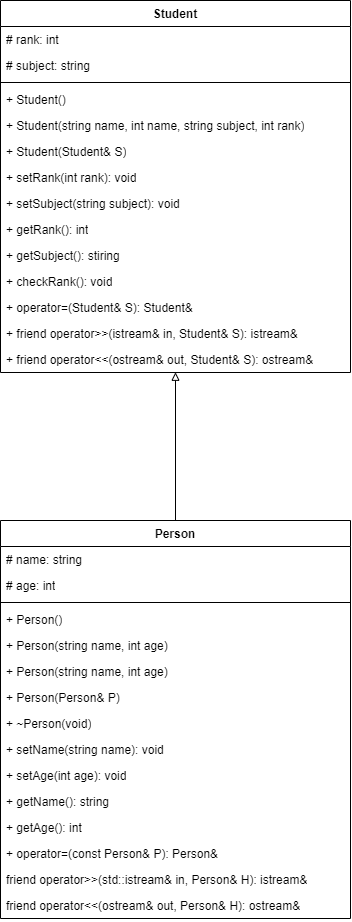 Student
# rank: int
# subject: string
+ Student()
+ Student(string name, int name, string subject, int rank)
+ Student(Student& S)
+ setRank(int rank): void
+ setSubject(string subject): void
+ getRank(): int
+ getSubject(): stiring
+ checkRank(): void
+ operator=(Student& S): Student&
+ friend operator>>(istream& in, Student& S): istream&
+ friend operator<<(ostream& out, Student& S): ostream&
Person
# name: string
# age: int
+ Person()
+ Person(string name, int age)
+ Person(string name, int age)
+ Person(Person& P)
+ ~Person(void)
+ setName(string name): void
+ setAge(int age): void
+ getName(): string
+ getAge(): int
+ operator=(const Person& P): Person&
friend operator>>(std::istream& in, Person& H): istream&
friend operator<<(ostream& out, Person& H): ostream&